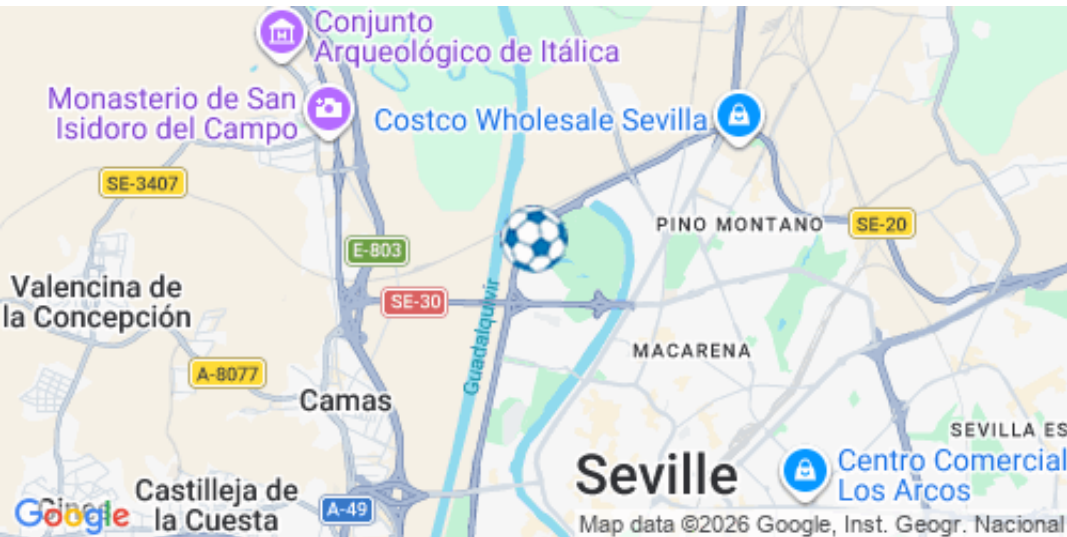 Conjunto
Arqueológico de Itálica
Monasterio de San
Isidoro del Campo
Costco Wholesale Sevilla
SE-3407
PINO MONTANO
SE-20
E-803
Valencina de
la Concepción
SE-30
Guadalquivir
MACARENA
A-8077
Camas
SEVILLA ES
Seville
Centro Comercial
Los Arcos
Castilleja de
la Cuesta
A-49
Google
Map data ©2026 Google, Inst. Geogr. Nacional